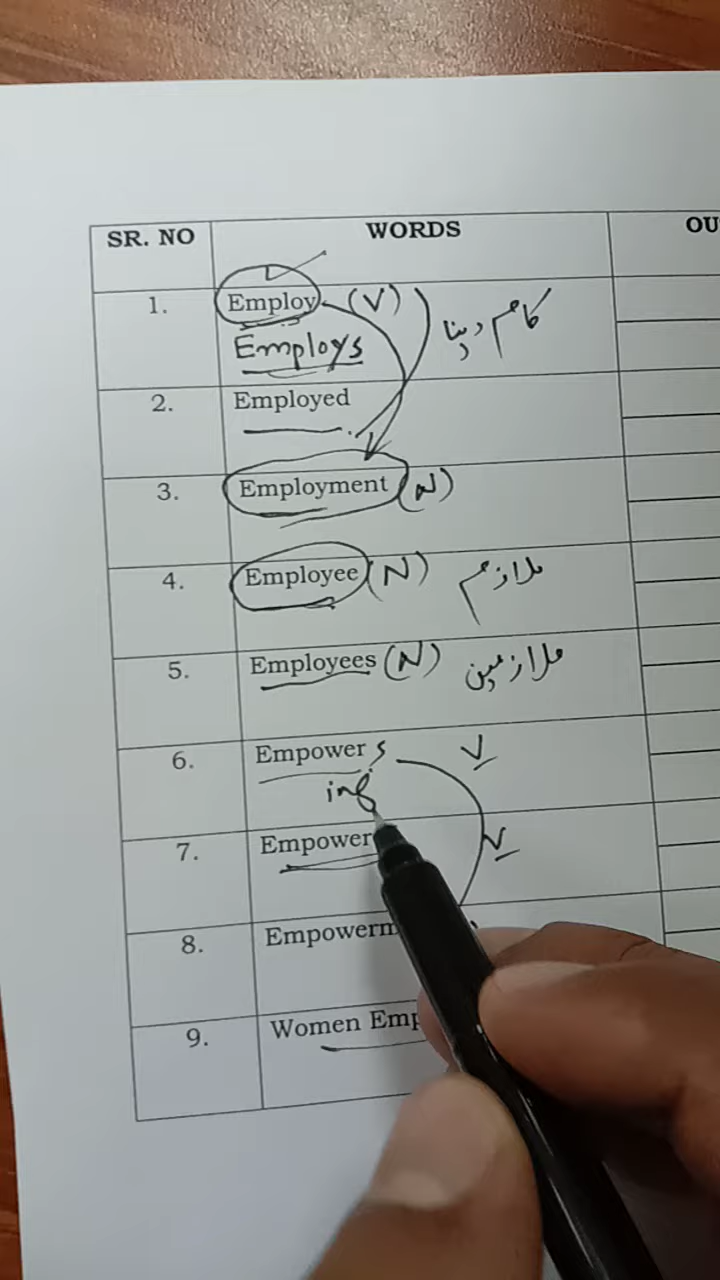 SR. NO WORDS OU
1. Employ (V) کام دینا
Employs
2. Employed
3. Employment (N)
4. Employee (N) ملازم
5. Employees (N) ملازمین
6. Empower s V
ing
7. Empower V
8. Empowerm
9. Women Emp